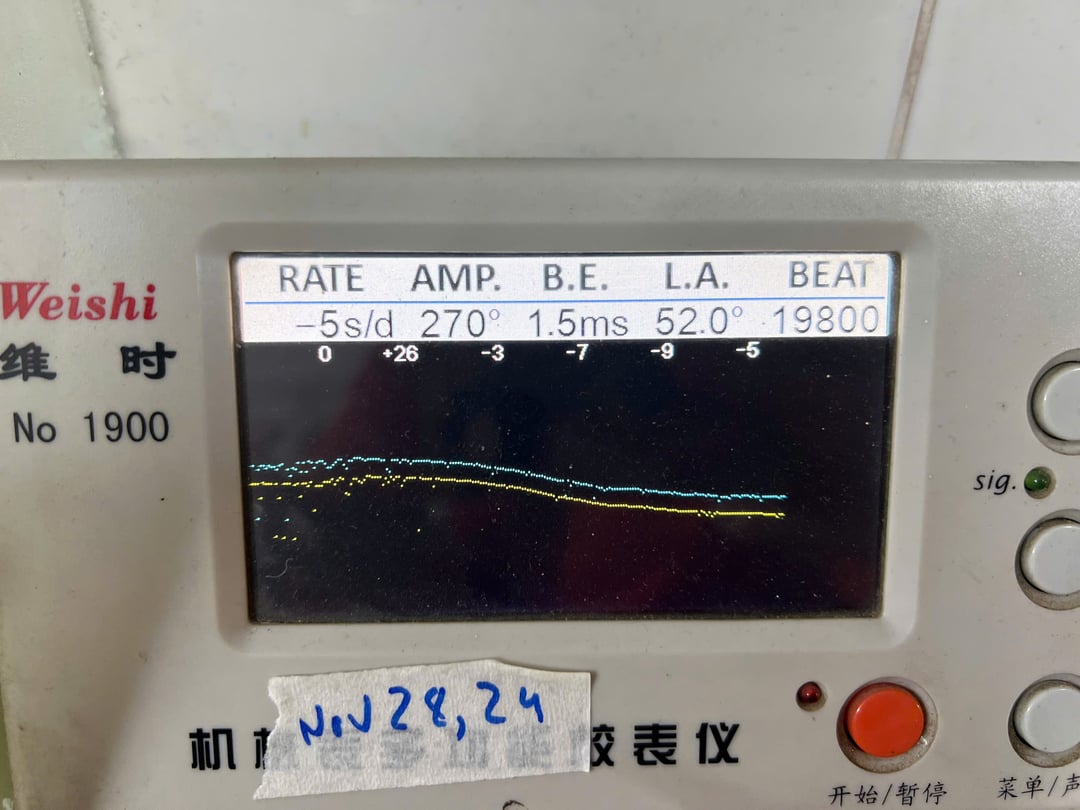 RATE AMP. B.E. L.A. BEAT
-5s/d 270° 1.5ms 52.0° 19800
0 +26 -3 -7 -9 -5
Weishi
维时
No 1900
sig.
Nov 28, 24
机 校表仪
开始/暂停
菜单/声